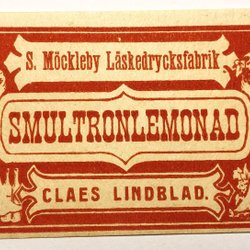 S. Möckleby Läskedrycksfabrik
SMULTRONLEMONAD
CLAES LINDBLAD.